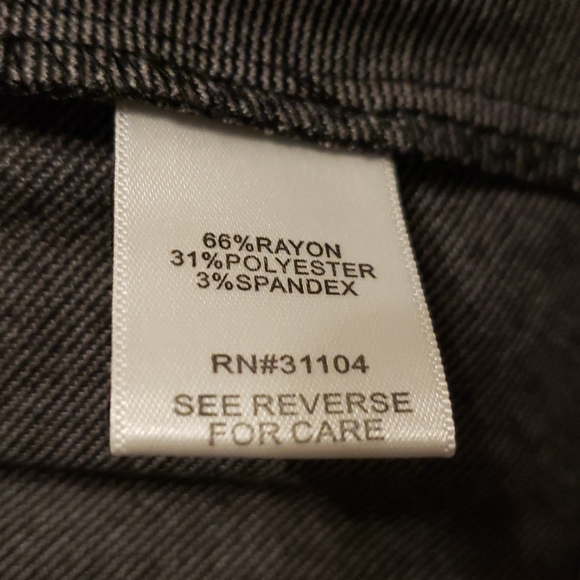 66%RAYON
31%POLYESTER
3%SPANDEX
RN#31104
SEE REVERSE
FOR CARE